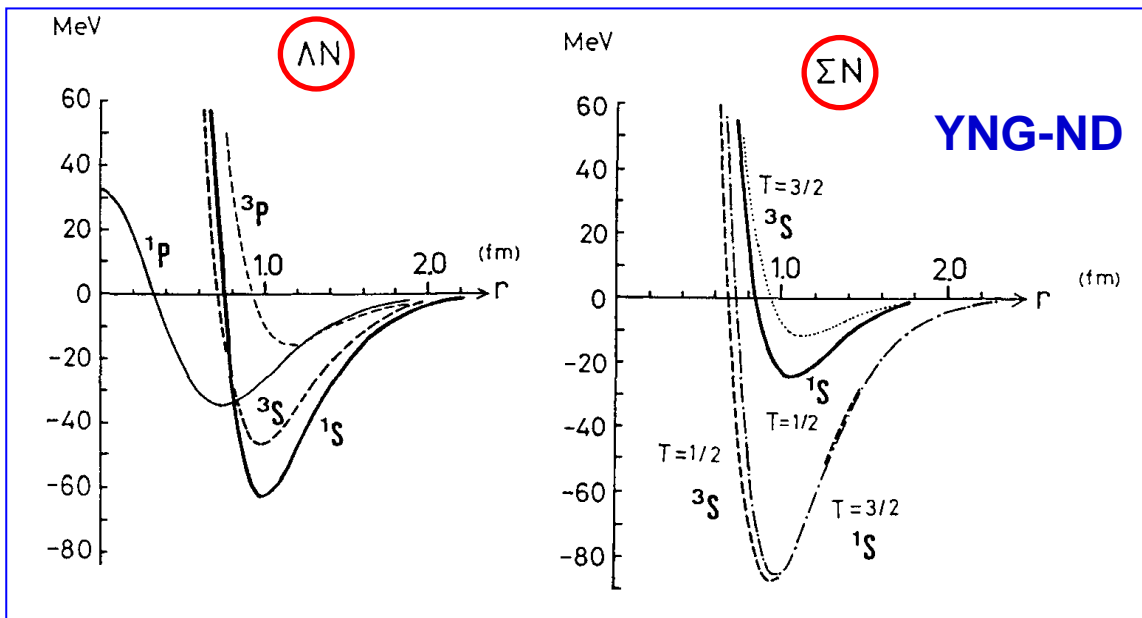 MeV
ΛN
60
40
20
0
-20
-40
-60
-80
1.0
2.0
(fm)
r
¹P
³P
³S
¹S
MeV
ΣN
YNG-ND
60
40
20
0
-20
-40
-60
-80
1.0
2.0
(fm)
r
T=3/2
³S
¹S
T=1/2
T=1/2
³S
T=3/2
¹S